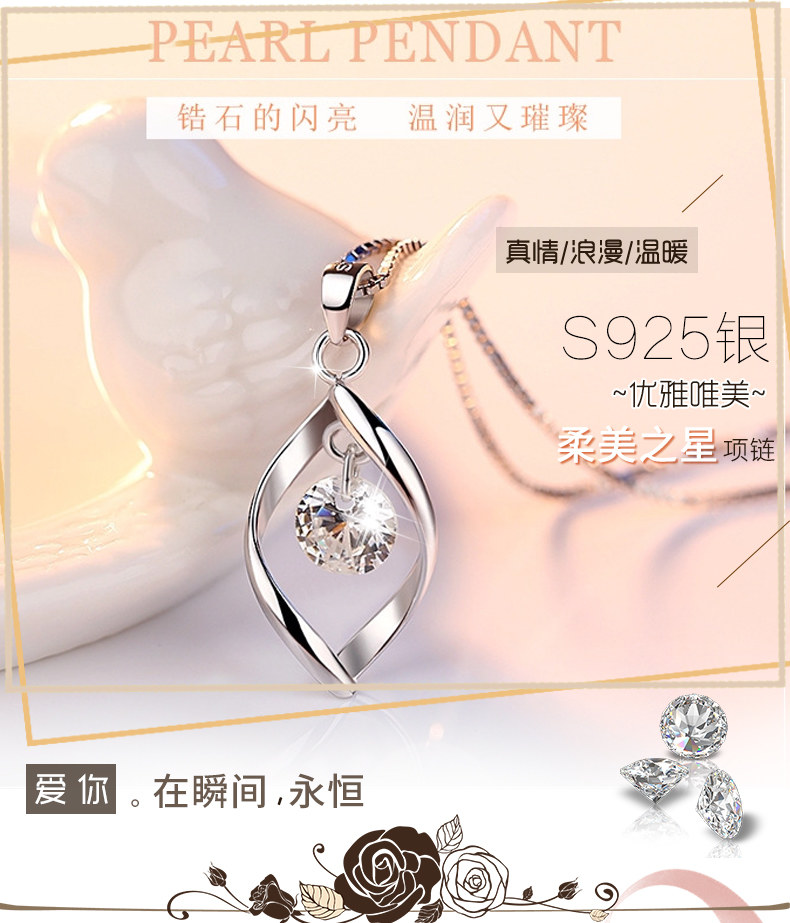 PEARL PENDANT
锆石的闪亮 温润又璀璨
真情/浪漫/温暖
S925银
~优雅唯美~
柔美之星项链
爱你。在瞬间,永恒